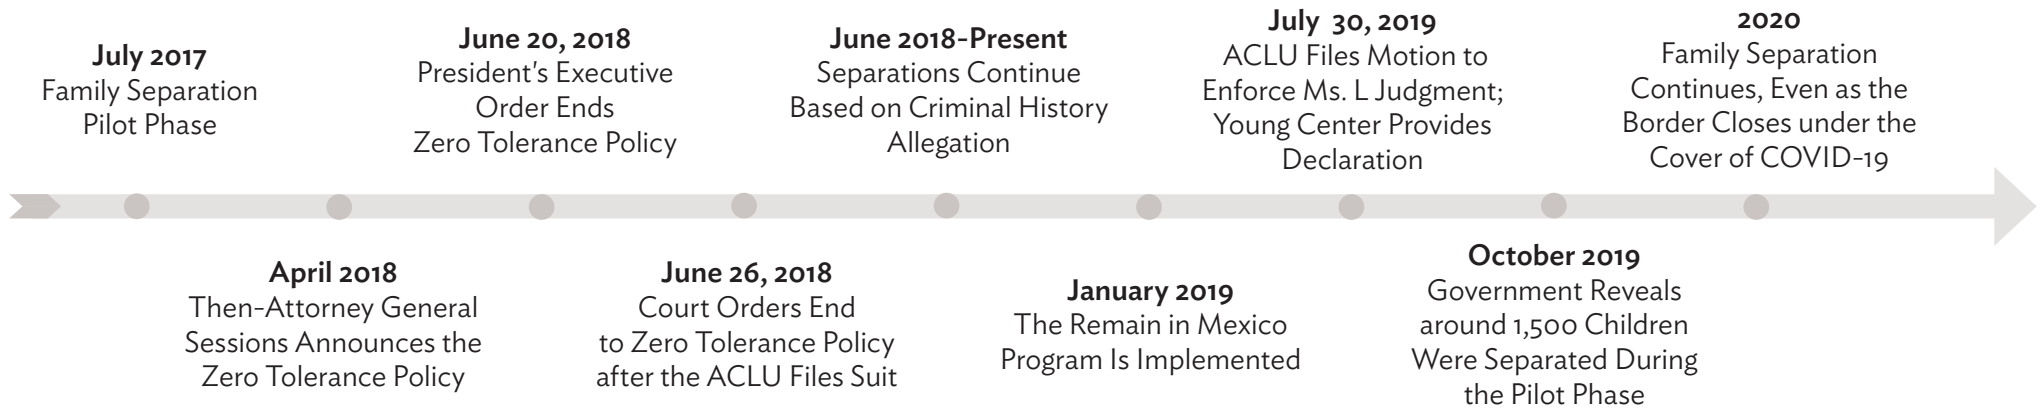 July 2017
Family Separation
Pilot Phase
April 2018
Then-Attorney General
Sessions Announces the
Zero Tolerance Policy
June 20, 2018
President's Executive
Order Ends
Zero Tolerance Policy
June 26, 2018
Court Orders End
to Zero Tolerance Policy
after the ACLU Files Suit
June 2018-Present
Separations Continue
Based on Criminal History
Allegation
January 2019
The Remain in Mexico
Program Is Implemented
July 30, 2019
ACLU Files Motion to
Enforce Ms. L Judgment;
Young Center Provides
Declaration
October 2019
Government Reveals
around 1,500 Children
Were Separated During
the Pilot Phase
2020
Family Separation
Continues, Even as the
Border Closes under the
Cover of COVID-19